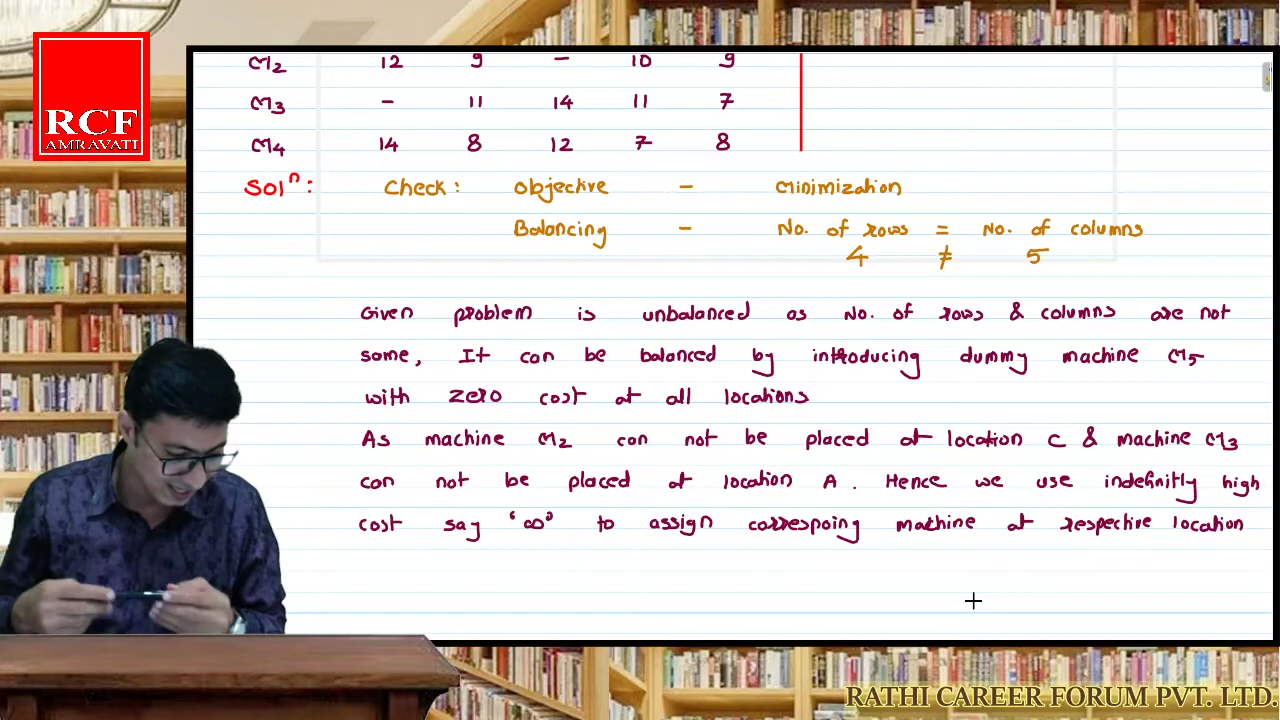 RCF
AMRAVATI
M2 12 9 - 10 9
M3 - 11 14 11 7
M4 14 8 12 7 8
Solⁿ: Check: Objective - Minimization
Balancing - No. of rows = No. of columns
4 ≠ 5
Given problem is unbalanced as No. of rows & columns are not
same, It can be balanced by introducing dummy machine M5
with zero cost at all locations
As machine M2 can not be placed at location C & machine M3
can not be placed at location A. Hence we use indefinitly high
cost say '∞' to assign correspoing machine at respective location
RATHI CAREER FORUM PVT. LTD.